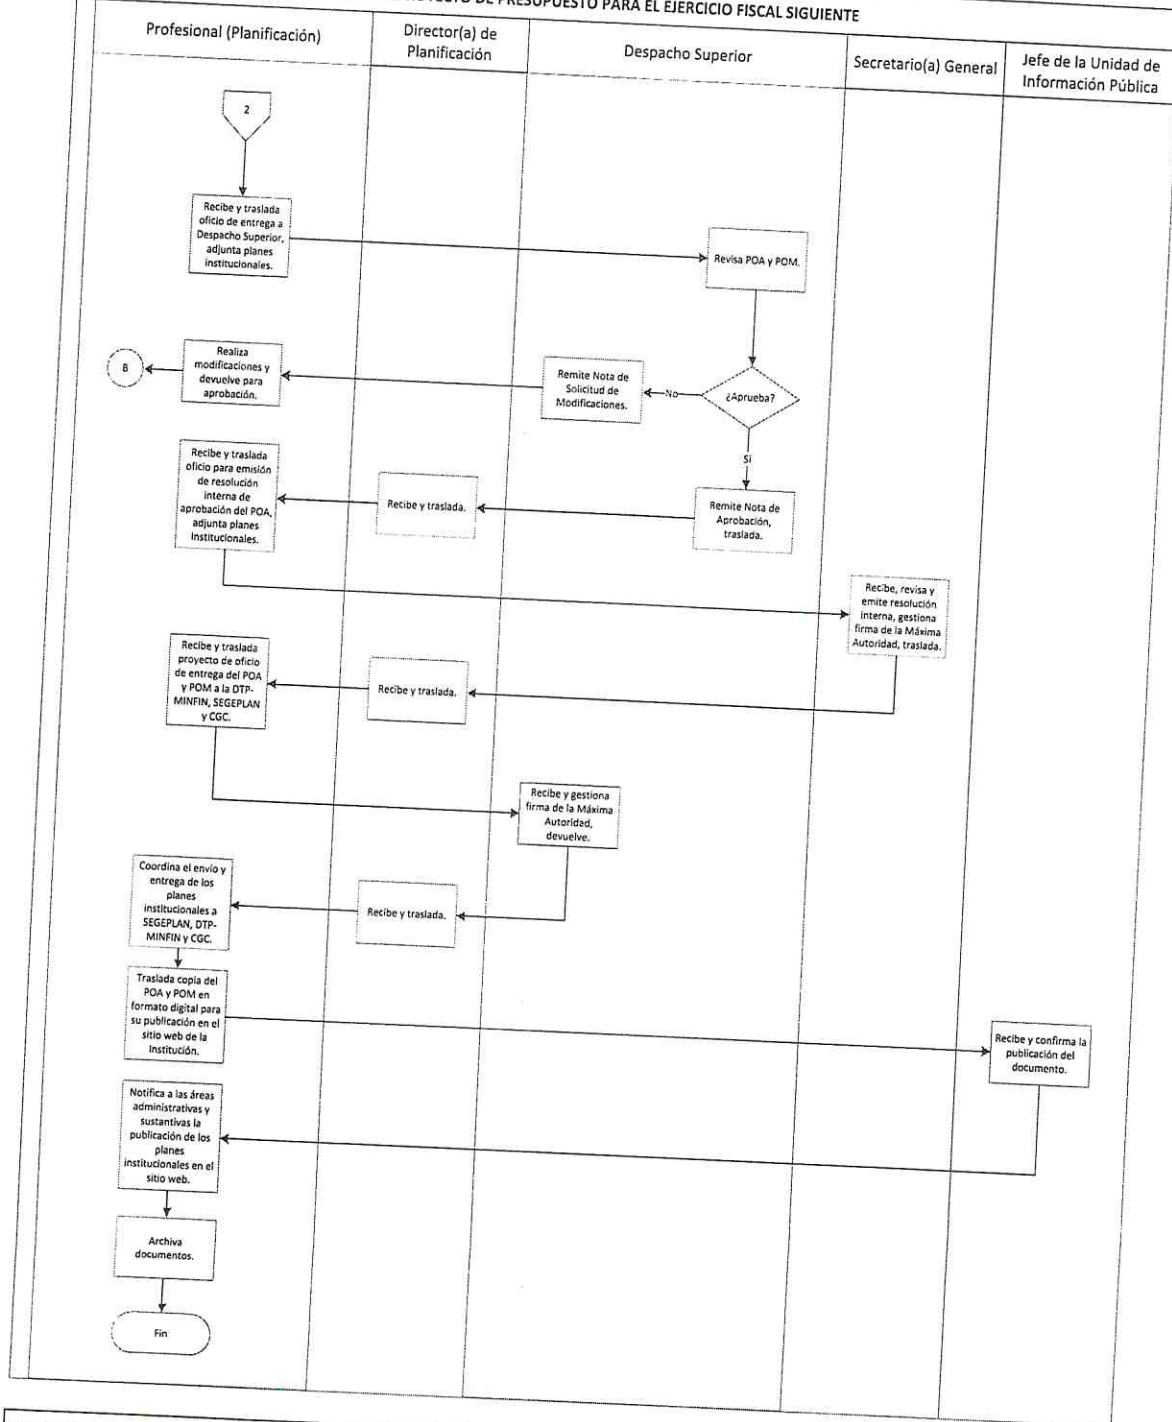 DE PRESUPUESTO PARA EL EJERCICIO FISCAL SIGUIENTE
Profesional (Planificación)
Director(a) de
Planificación
Despacho Superior
Secretario(a) General
Jefe de la Unidad de
Información Pública
2
Recibe y traslada
oficio de entrega a
Despacho Superior,
adjunta planes
institucionales.
Revisa POA y POM.
¿Aprueba?
No
Remite Nota de
Solicitud de
Modificaciones.
Realiza
modificaciones y
devuelve para
aprobación.
B
Si
Remite Nota de
Aprobación,
traslada.
Recibe y traslada.
Recibe y traslada
oficio para emisión
de resolución
interna de
aprobación del POA,
adjunta planes
Institucionales.
Recibe, revisa y
emite resolución
interna, gestiona
firma de la Máxima
Autoridad, traslada.
Recibe y traslada.
Recibe y traslada
proyecto de oficio
de entrega del POA
y POM a la DTP-
MINFIN, SEGEPLAN
y CGC.
Recibe y gestiona
firma de la Máxima
Autoridad,
devuelve.
Recibe y traslada.
Coordina el envío y
entrega de los
planes
institucionales a
SEGEPLAN, DTP-
MINFIN y CGC.
Traslada copia del
POA y POM en
formato digital para
su publicación en el
sitio web de la
Institución.
Recibe y confirma la
publicación del
documento.
Notifica a las áreas
administrativas y
sustantivas la
publicación de los
planes
institucionales en el
sitio web.
Archiva
documentos.
Fin